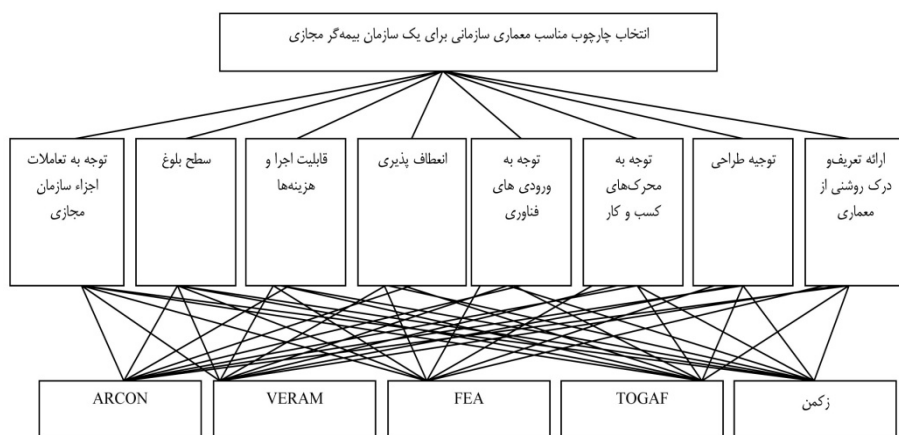 انتخاب چارچوب مناسب معماری سازمانی برای یک سازمان بیمه‌گر مجازی
ارائه تعریف‌و
درک روشنی از
معماری
توجیه طراحی
توجه به
محرک‌های
کسب و کار
توجه به
ورودی های
فناوری
انعطاف پذیری
قابلیت اجرا و
هزینه‌ها
سطح بلوغ
توجه به تعاملات
اجزاء سازمان
مجازی
زکمن
TOGAF
FEA
VERAM
ARCON